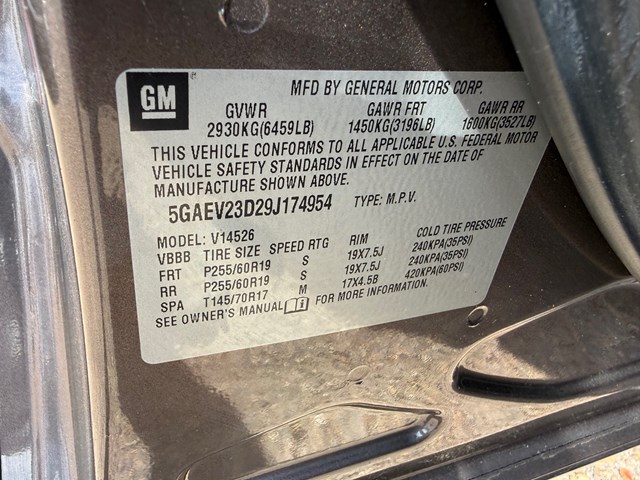 GM
MFD BY GENERAL MOTORS CORP.
GVWR GAWR FRT GAWR RR
2930KG(6459LB) 1450KG(3196LB) 1600KG(3527LB)
THIS VEHICLE CONFORMS TO ALL APPLICABLE U.S. FEDERAL MOTOR
VEHICLE SAFETY STANDARDS IN EFFECT ON THE DATE OF
MANUFACTURE SHOWN ABOVE.
5GAEV23D29J174954 TYPE: M.P.V.
MODEL: V14526
VBBB TIRE SIZE SPEED RTG RIM COLD TIRE PRESSURE
FRT P255/60R19 S 19X7.5J 240KPA(35PSI)
RR P255/60R19 S 19X7.5J 240KPA(35PSI)
SPA T145/70R17 M 17X4.5B 420KPA(60PSI)
SEE OWNER'S MANUAL FOR MORE INFORMATION.